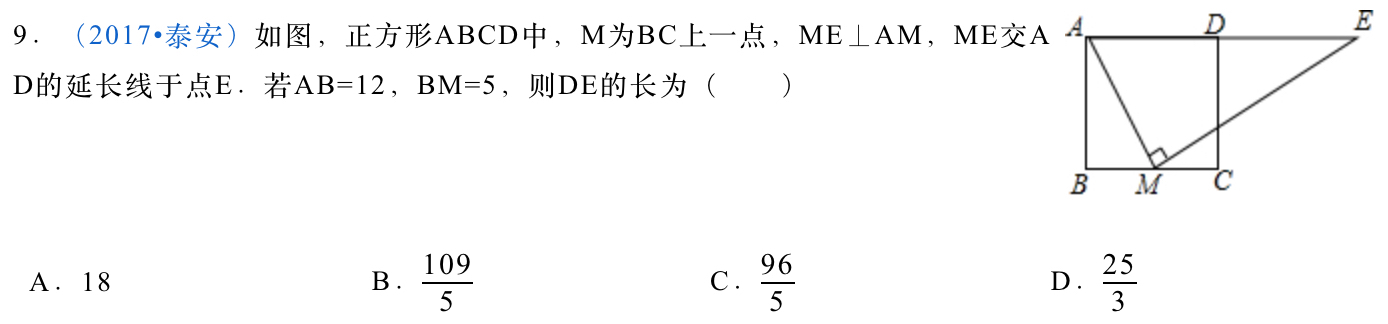 9．（2017•泰安）如图，正方形ABCD中，M为BC上一点，ME⊥AM，ME交A
D的延长线于点E．若AB=12，BM=5，则DE的长为（　　）
A D E
B M C
A．18 B．109/5 C．96/5 D．25/3